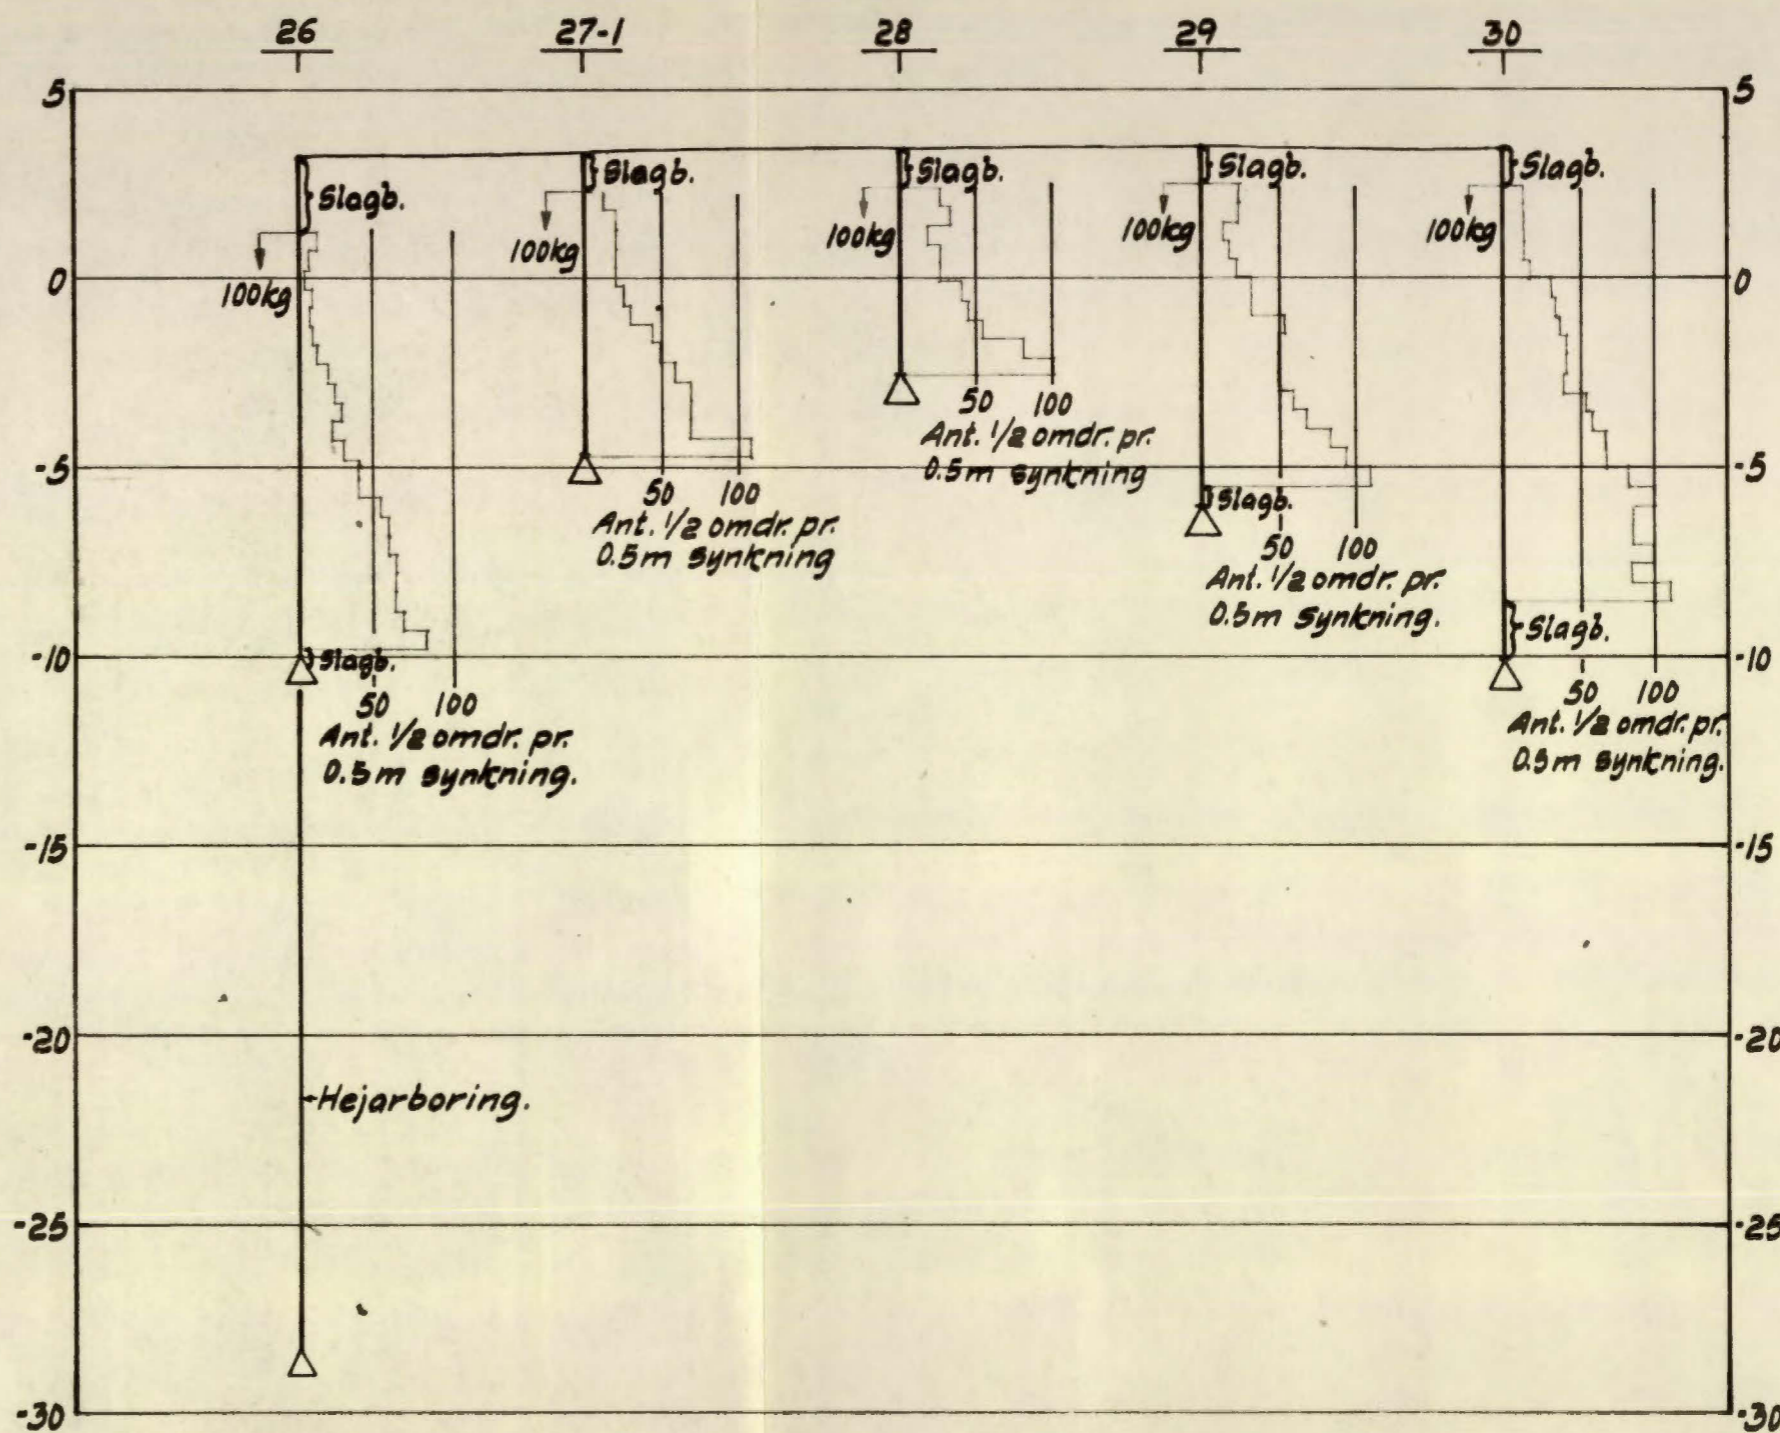 26 27-1 28 29 30
5 5
Slagb. Slagb. Slagb. Slagb.
Slagb.
100kg 100kg 100kg 100kg
0 0
100kg
50 100
Ant. 1/2 omdr. pr.
0.5m synkning
-5 -5
50 100
Ant. 1/2 omdr. pr.
0.5m synkning
Slagb.
50 100
Ant. 1/2 omdr. pr.
0.5m synkning.
Slagb.
-10 -10
Slagb.
50 100
Ant. 1/2 omdr. pr.
0.5m synkning.
50 100
Ant. 1/2 omdr. pr.
0.5m synkning.
-15 -15
-20 -20
Hejarboring.
-25 -25
-30 -30